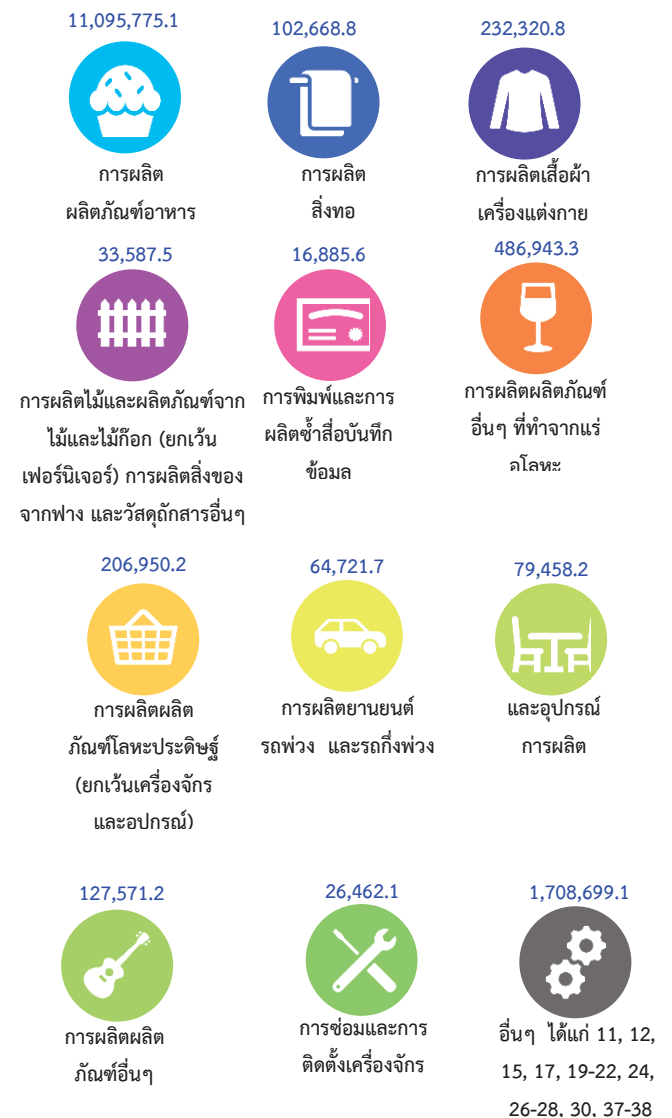 11,095,775.1
การผลิต
ผลิตภัณฑ์อาหาร
102,668.8
การผลิต
สิ่งทอ
232,320.8
การผลิตเสื้อผ้า
เครื่องแต่งกาย
33,587.5
การผลิตไม้และผลิตภัณฑ์จาก
ไม้และไม้ก๊อก (ยกเว้น
เฟอร์นิเจอร์) การผลิตสิ่งของ
จากฟาง และวัสดุถักสารอื่นๆ
16,885.6
การพิมพ์และการ
ผลิตซ้ำสื่อบันทึก
ข้อมูล
486,943.3
การผลิตผลิตภัณฑ์
อื่นๆ ที่ทำจากแร่
อโลหะ
206,950.2
การผลิตผลิต
ภัณฑ์โลหะประดิษฐ์
(ยกเว้นเครื่องจักร
และอุปกรณ์)
64,721.7
การผลิตยานยนต์
รถพ่วง และรถกึ่งพ่วง
79,458.2
และอุปกรณ์
การผลิต
127,571.2
การผลิตผลิต
ภัณฑ์อื่นๆ
26,462.1
การซ่อมและการ
ติดตั้งเครื่องจักร
1,708,699.1
อื่นๆ ได้แก่ 11, 12,
15, 17, 19-22, 24,
26-28, 30, 37-38